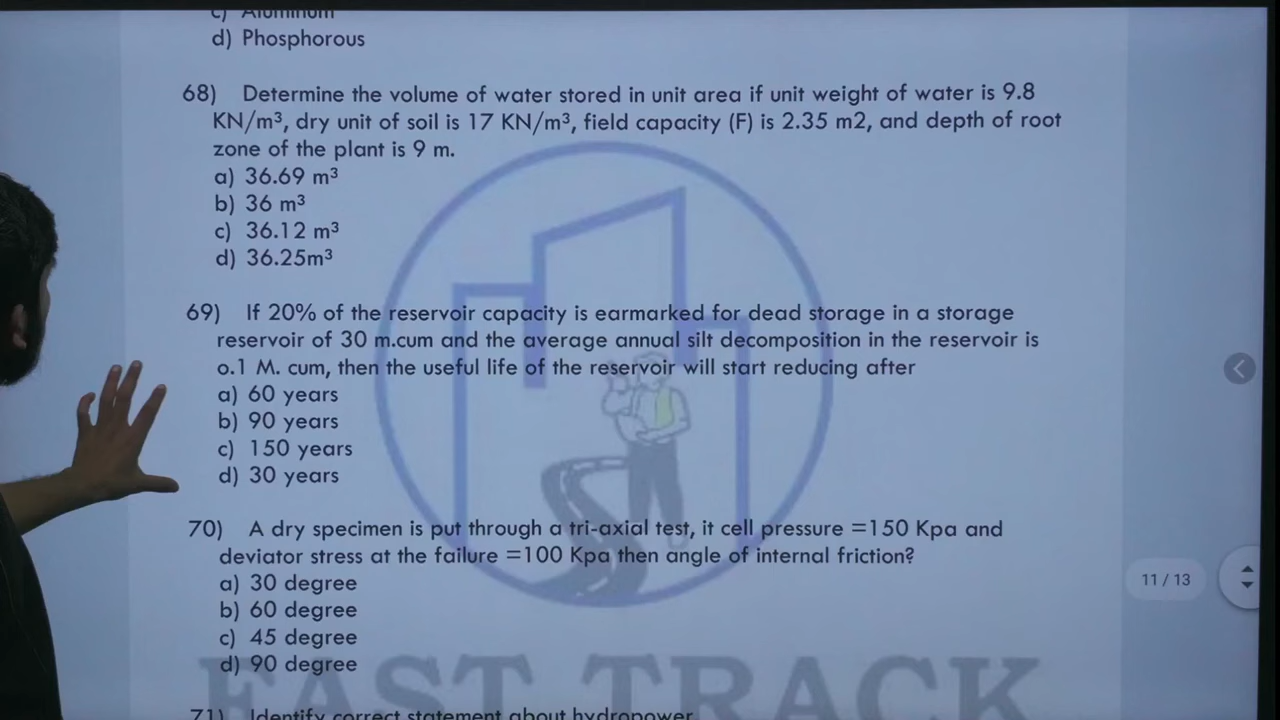 c) Aluminum
d) Phosphorous
68) Determine the volume of water stored in unit area if unit weight of water is 9.8
KN/m³, dry unit of soil is 17 KN/m³, field capacity (F) is 2.35 m2, and depth of root
zone of the plant is 9 m.
a) 36.69 m³
b) 36 m³
c) 36.12 m³
d) 36.25m³
69) If 20% of the reservoir capacity is earmarked for dead storage in a storage
reservoir of 30 m.cum and the average annual silt decomposition in the reservoir is
o.1 M. cum, then the useful life of the reservoir will start reducing after
a) 60 years
b) 90 years
c) 150 years
d) 30 years
70) A dry specimen is put through a tri-axial test, it cell pressure =150 Kpa and
deviator stress at the failure =100 Kpa then angle of internal friction?
a) 30 degree
b) 60 degree
c) 45 degree
d) 90 degree
11 / 13
FAST TRACK
71) Identify correct statement about hydropower